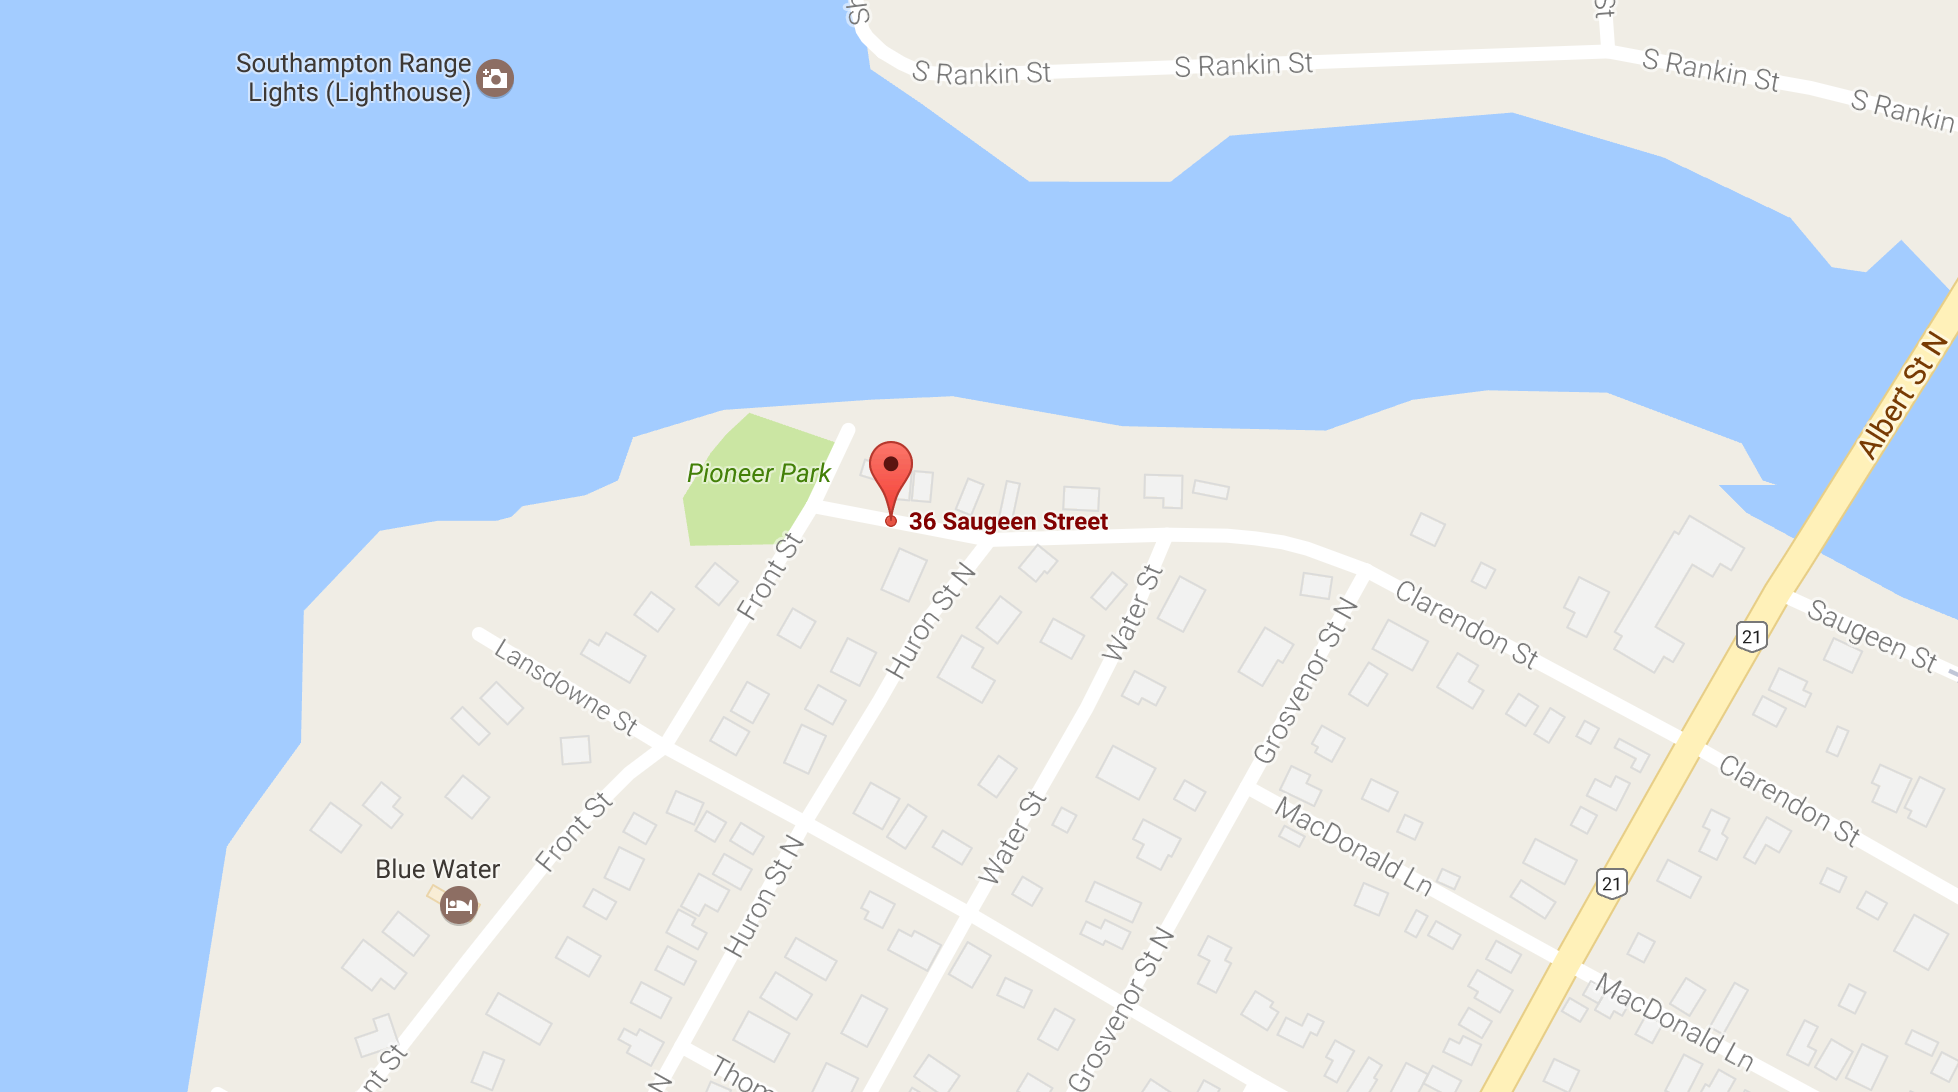 Sh
St
Southampton Range
Lights (Lighthouse)
S Rankin St
S Rankin St
S Rankin St
S Rankin
Albert St N
Pioneer Park
36 Saugeen Street
Front St
Huron St N
Water St
Grosvenor St N
Clarendon St
21
Saugeen St
Lansdowne St
Clarendon St
Front St
Water St
MacDonald Ln
Blue Water
Huron St N
21
Grosvenor St N
MacDonald Ln
nt St
N
Thom